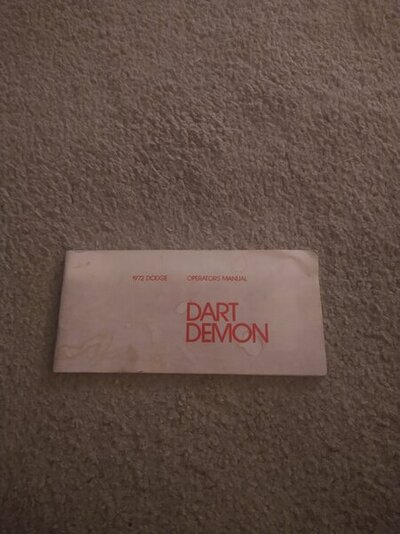 1972 DODGE OPERATORS MANUAL
DART
DEMON